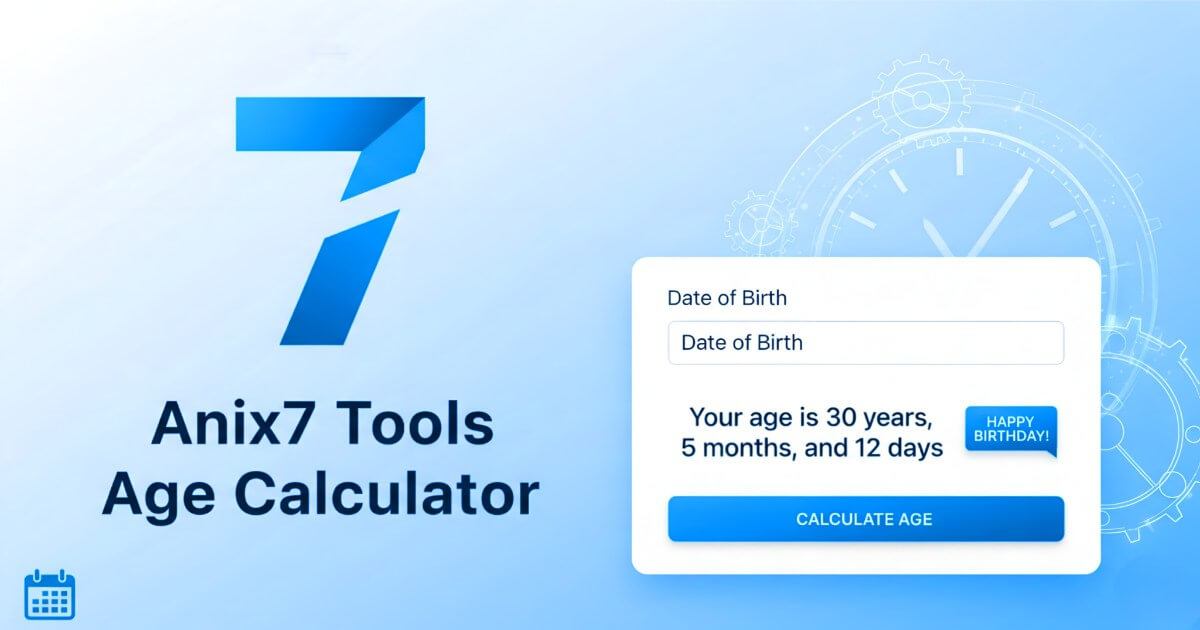 7
Anix7 Tools
Age Calculator
Date of Birth
Date of Birth
Your age is 30 years,
5 months, and 12 days
HAPPY
BIRTHDAY!
CALCULATE AGE